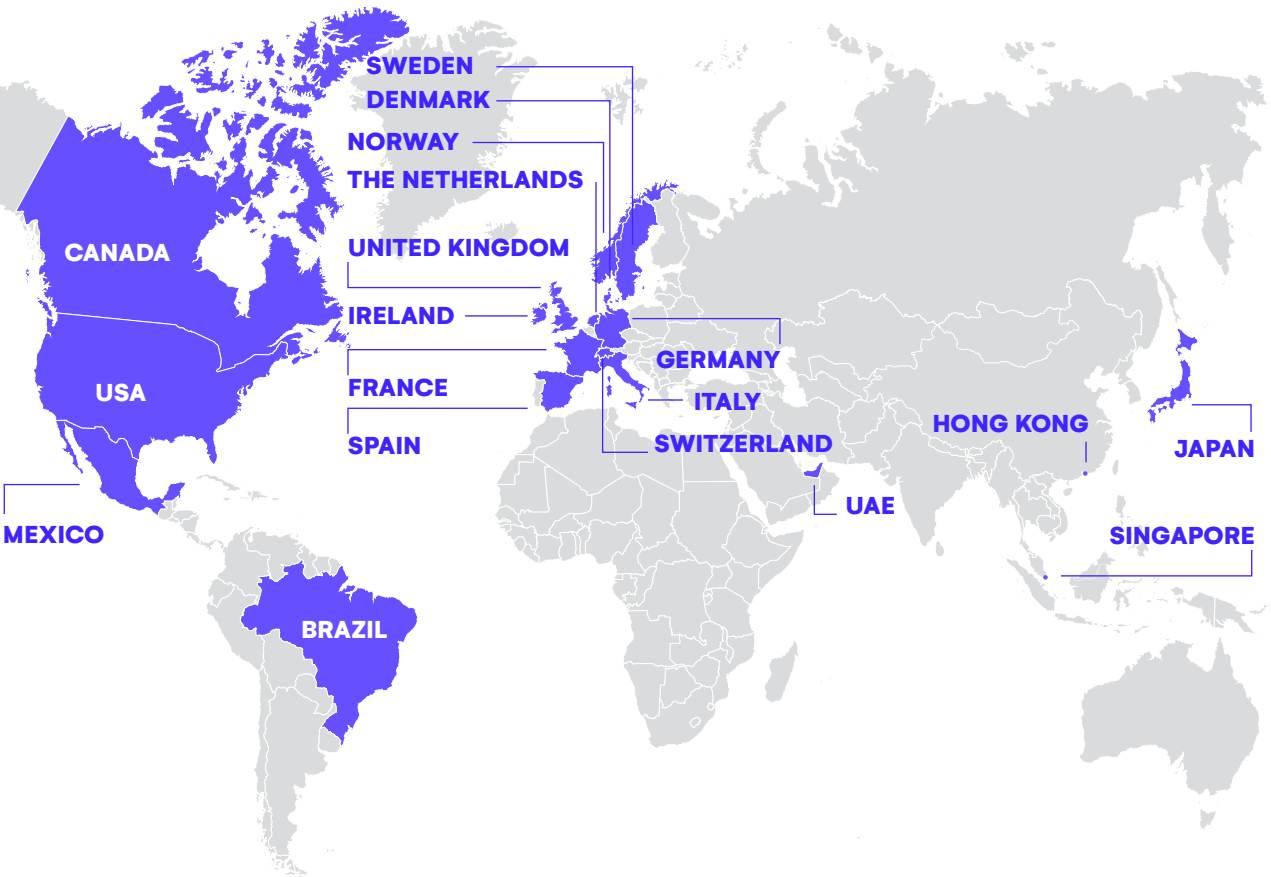 SWEDEN
DENMARK
NORWAY
THE NETHERLANDS
CANADA
UNITED KINGDOM
IRELAND
GERMANY
USA
FRANCE
ITALY
HONG KONG
SPAIN
SWITZERLAND
JAPAN
UAE
MEXICO
SINGAPORE
BRAZIL